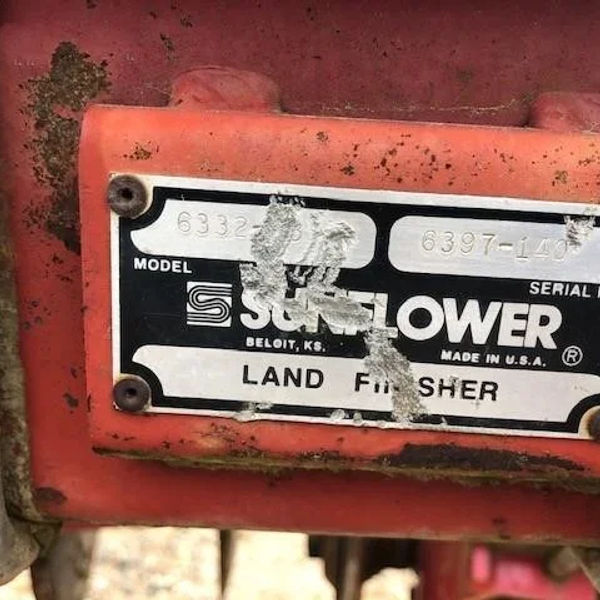 6332- 6397-140
MODEL SERIAL
SUNFLOWER ®
BELOIT, KS. MADE IN U.S.A.
LAND FINISHER